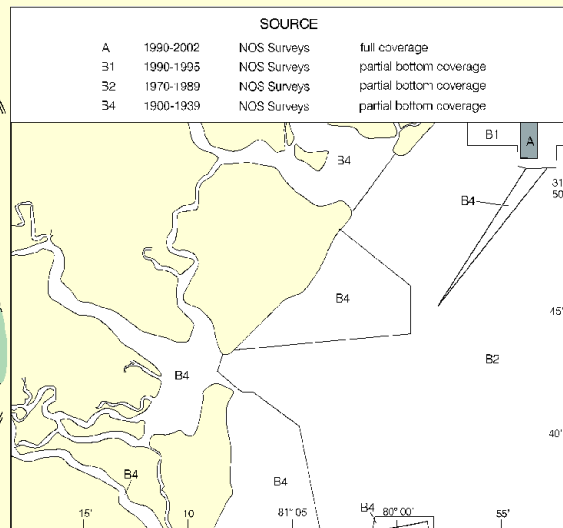 SOURCE
A 1990-2002 NOS Surveys full coverage
B1 1990-1995 NOS Surveys partial bottom coverage
B2 1970-1989 NOS Surveys partial bottom coverage
B4 1900-1939 NOS Surveys partial bottom coverage
B1
A
B4
31
50'
B4
B4
45'
B2
B4
40'
B4
B4
B4
15'
10
81° 05
80° 00'
55'